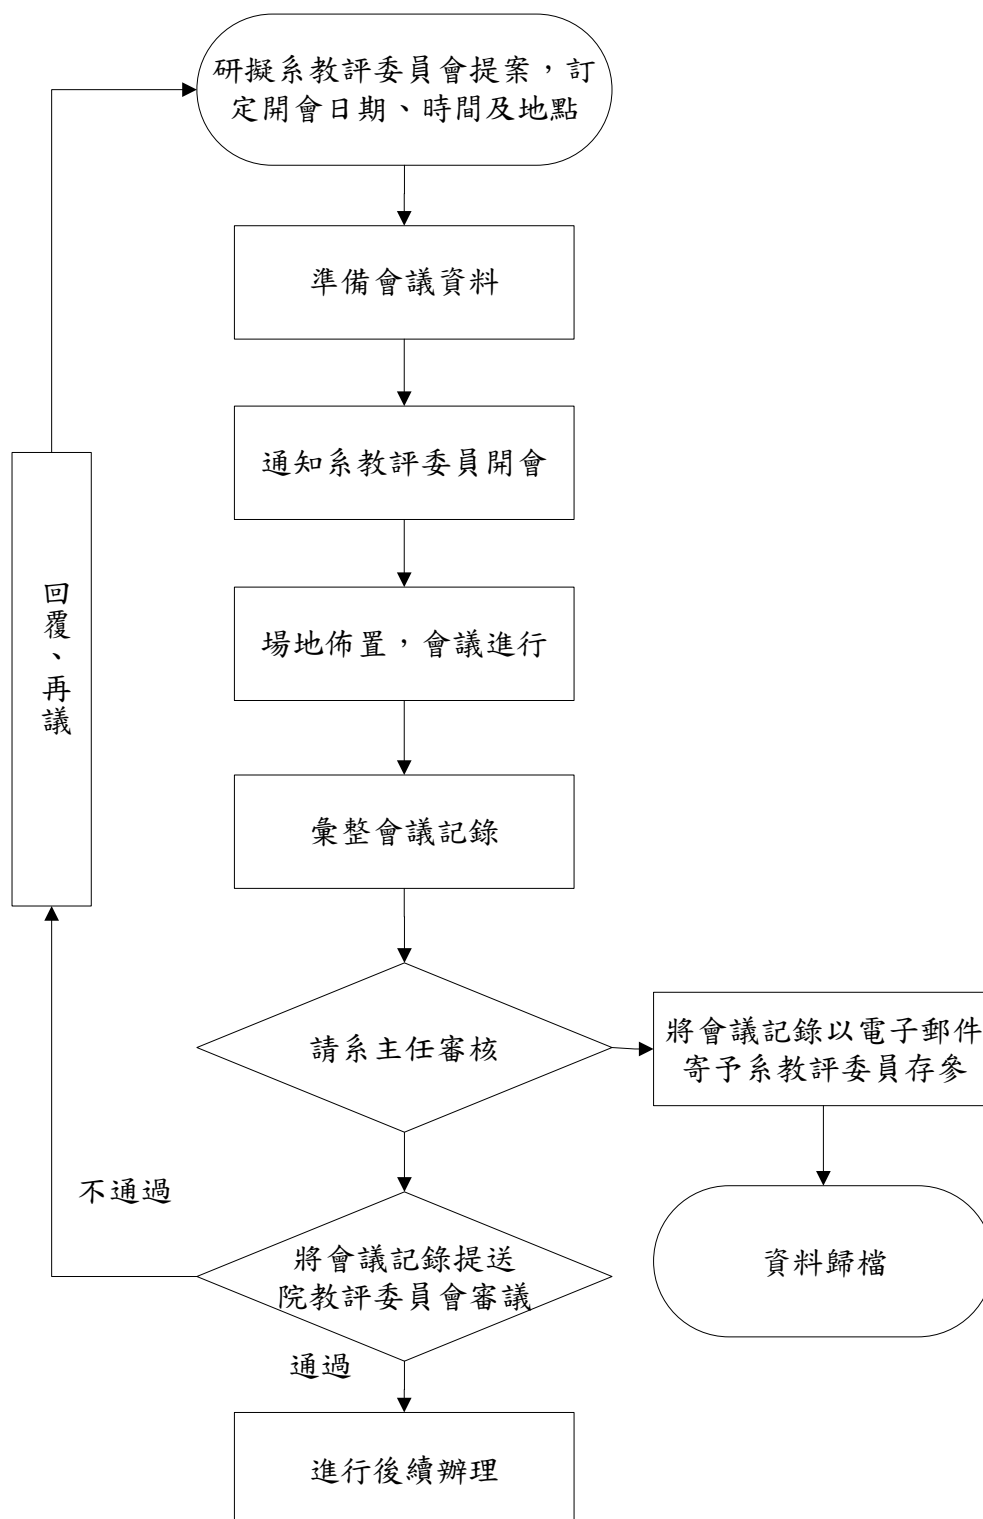 研擬系教評委員會提案，訂
定開會日期、時間及地點
準備會議資料
通知系教評委員開會
場地佈置，會議進行
回覆、再議
彙整會議記錄
請系主任審核
將會議記錄以電子郵件
寄予系教評委員存參
不通過
將會議記錄提送
院教評委員會審議
資料歸檔
通過
進行後續辦理